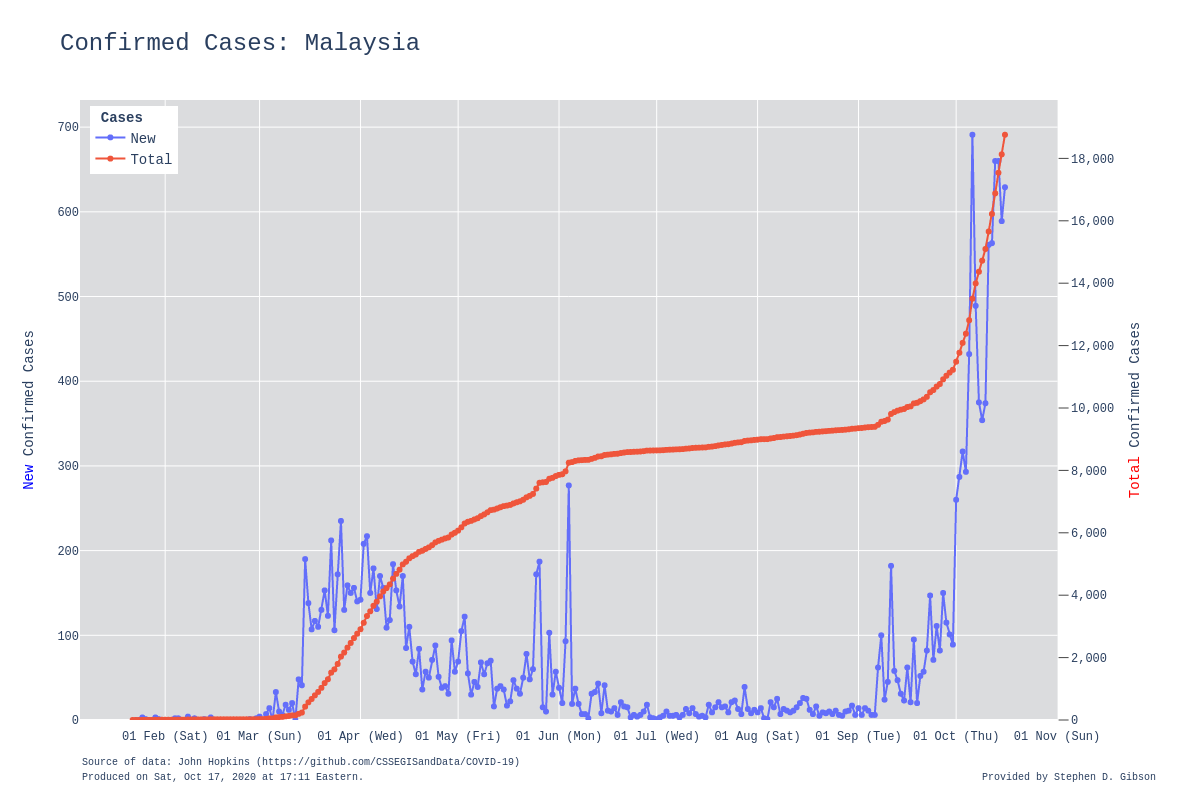 Confirmed Cases: Malaysia
Cases
New
Total
700
600
500
400
300
200
100
0
New Confirmed Cases
18,000
16,000
14,000
12,000
10,000
8,000
6,000
4,000
2,000
0
Total Confirmed Cases
01 Feb (Sat) 01 Mar (Sun) 01 Apr (Wed) 01 May (Fri) 01 Jun (Mon) 01 Jul (Wed) 01 Aug (Sat) 01 Sep (Tue) 01 Oct (Thu) 01 Nov (Sun)
Source of data: John Hopkins (https://github.com/CSSEGISandData/COVID-19)
Produced on Sat, Oct 17, 2020 at 17:11 Eastern.
Provided by Stephen D. Gibson